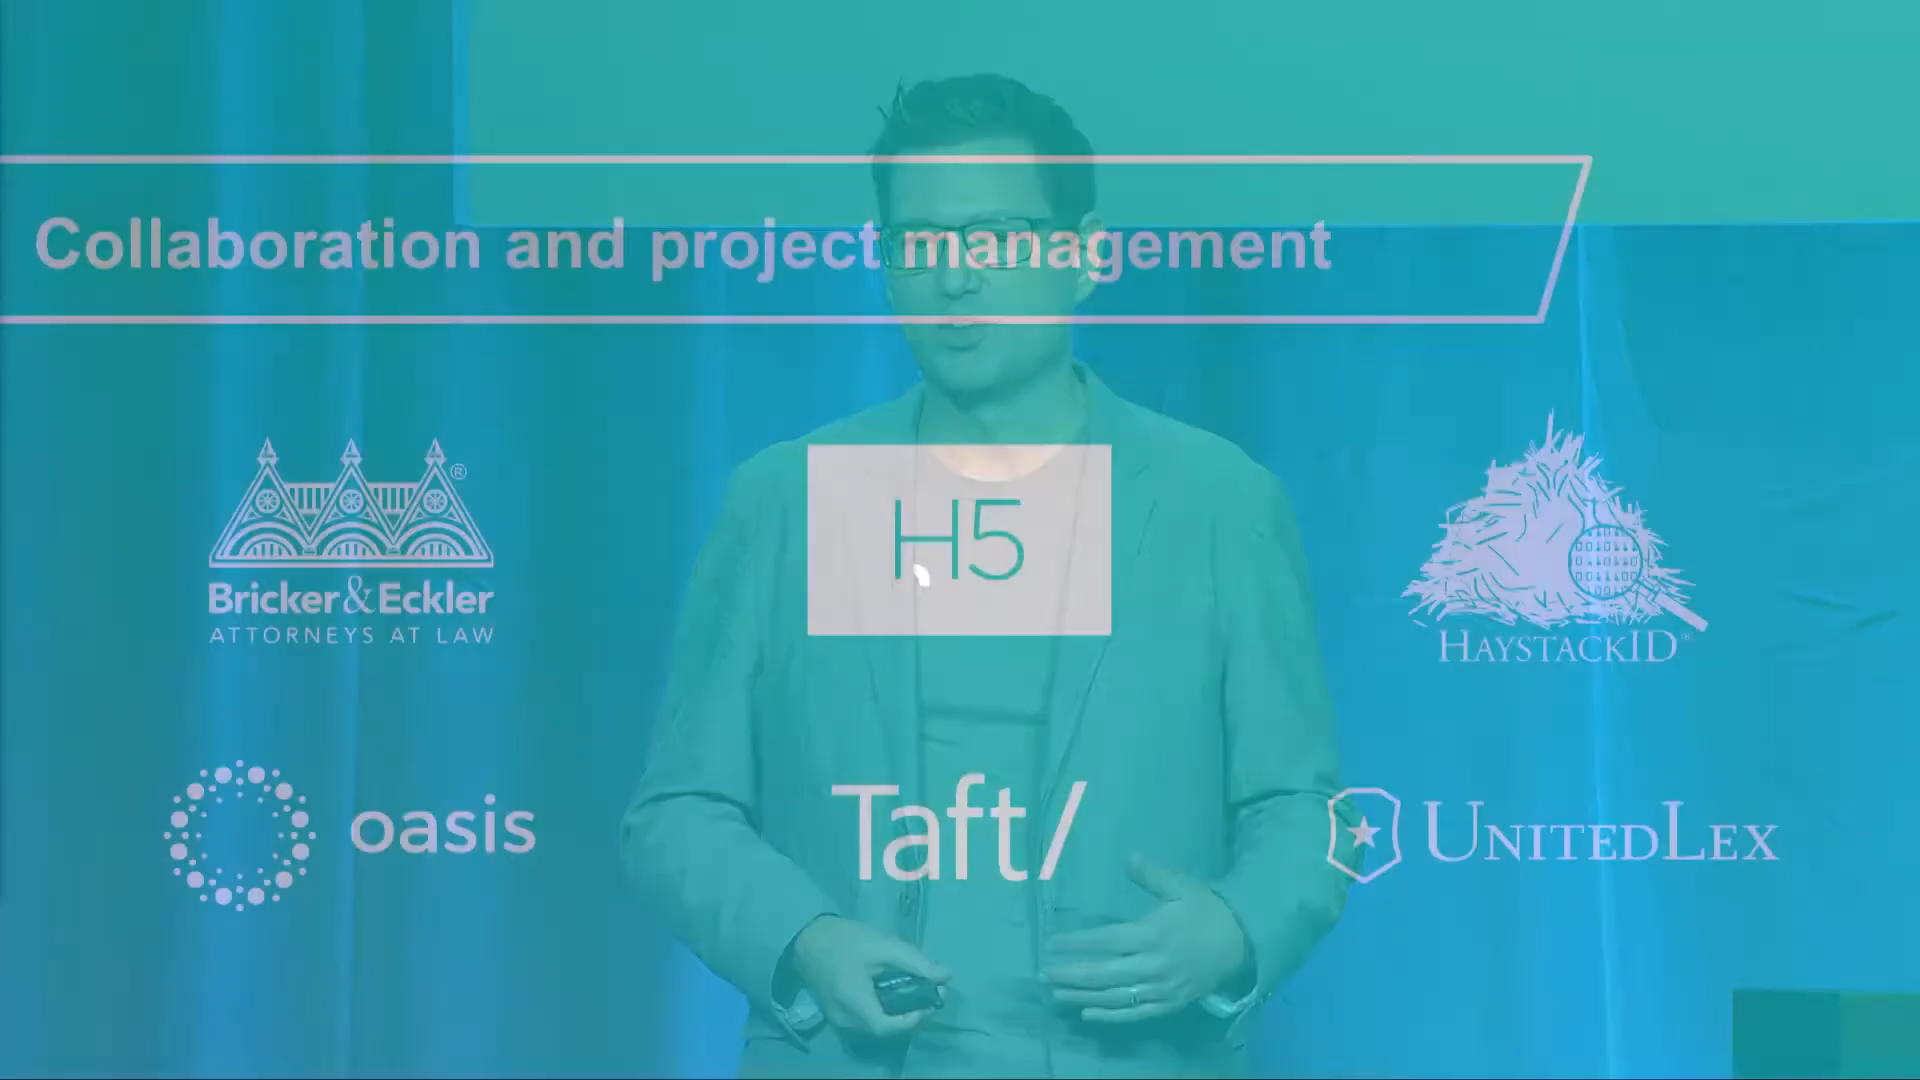 Collaboration and project management
®
Bricker&Eckler
ATTORNEYS AT LAW
H5
HAYSTACKID®
oasis
Taft/
UNITEDLEX